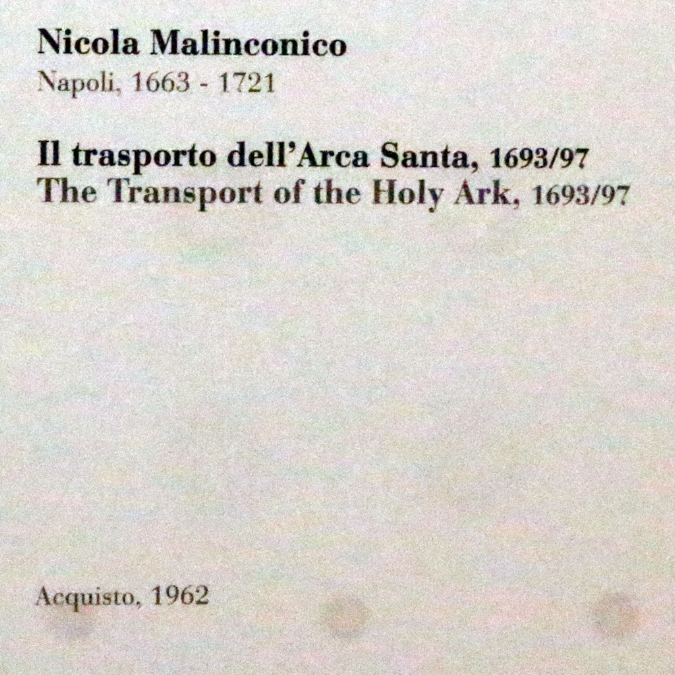 Nicola Malinconico
Napoli, 1663 - 1721
Il trasporto dell'Arca Santa, 1693/97
The Transport of the Holy Ark, 1693/97
Acquisto, 1962